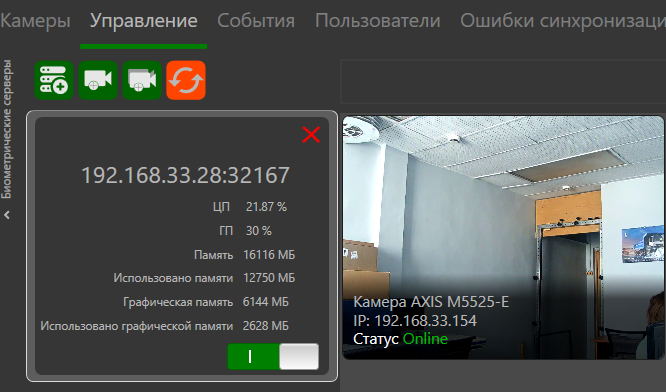 Камеры Управление События Пользователи Ошибки
Биометрические серверы
192.168.33.28:32167
ЦП 21.87 %
ГП 30 %
Память 16116 МБ
Использовано памяти 12750 МБ
Графическая память 6144 МБ
Использовано графической памяти 2628 МБ
Камера AXIS M5525-E
IP: 192.168.33.154
Статус Online